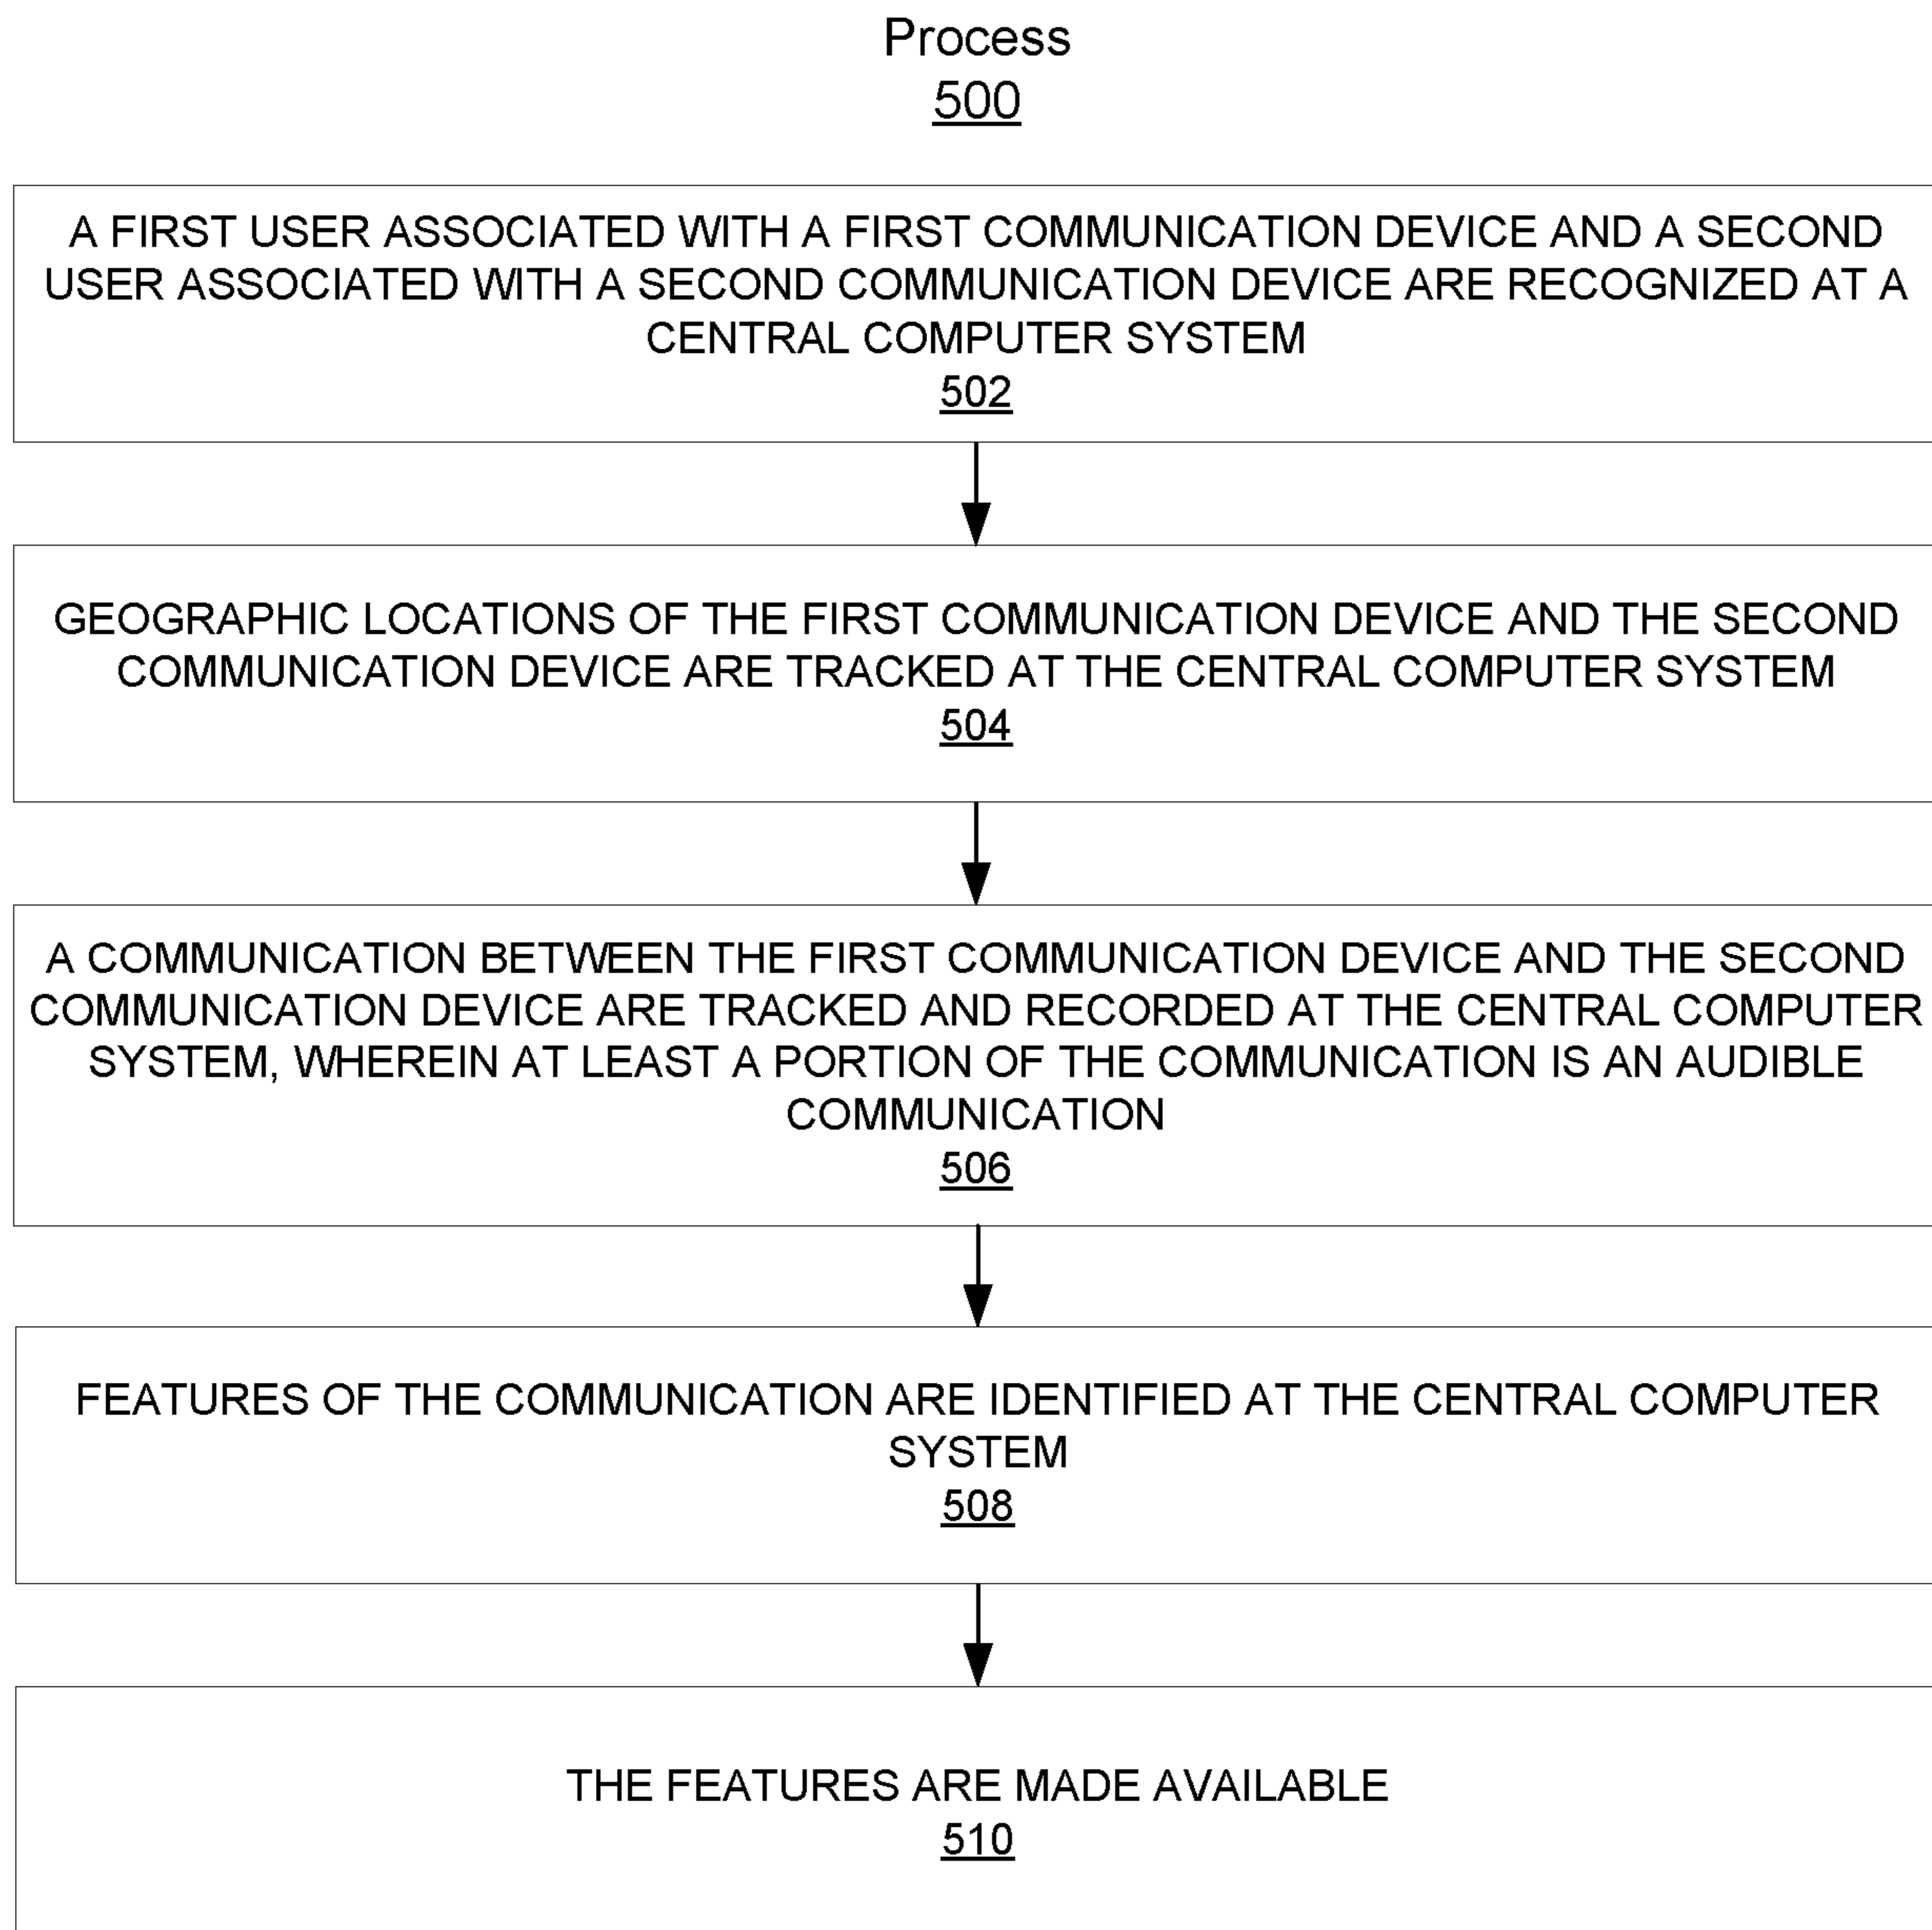 Process
500
A FIRST USER ASSOCIATED WITH A FIRST COMMUNICATION DEVICE AND A SECOND
USER ASSOCIATED WITH A SECOND COMMUNICATION DEVICE ARE RECOGNIZED AT A
CENTRAL COMPUTER SYSTEM
502
GEOGRAPHIC LOCATIONS OF THE FIRST COMMUNICATION DEVICE AND THE SECOND
COMMUNICATION DEVICE ARE TRACKED AT THE CENTRAL COMPUTER SYSTEM
504
A COMMUNICATION BETWEEN THE FIRST COMMUNICATION DEVICE AND THE SECOND
COMMUNICATION DEVICE ARE TRACKED AND RECORDED AT THE CENTRAL COMPUTER
SYSTEM, WHEREIN AT LEAST A PORTION OF THE COMMUNICATION IS AN AUDIBLE
COMMUNICATION
506
FEATURES OF THE COMMUNICATION ARE IDENTIFIED AT THE CENTRAL COMPUTER
SYSTEM
508
THE FEATURES ARE MADE AVAILABLE
510